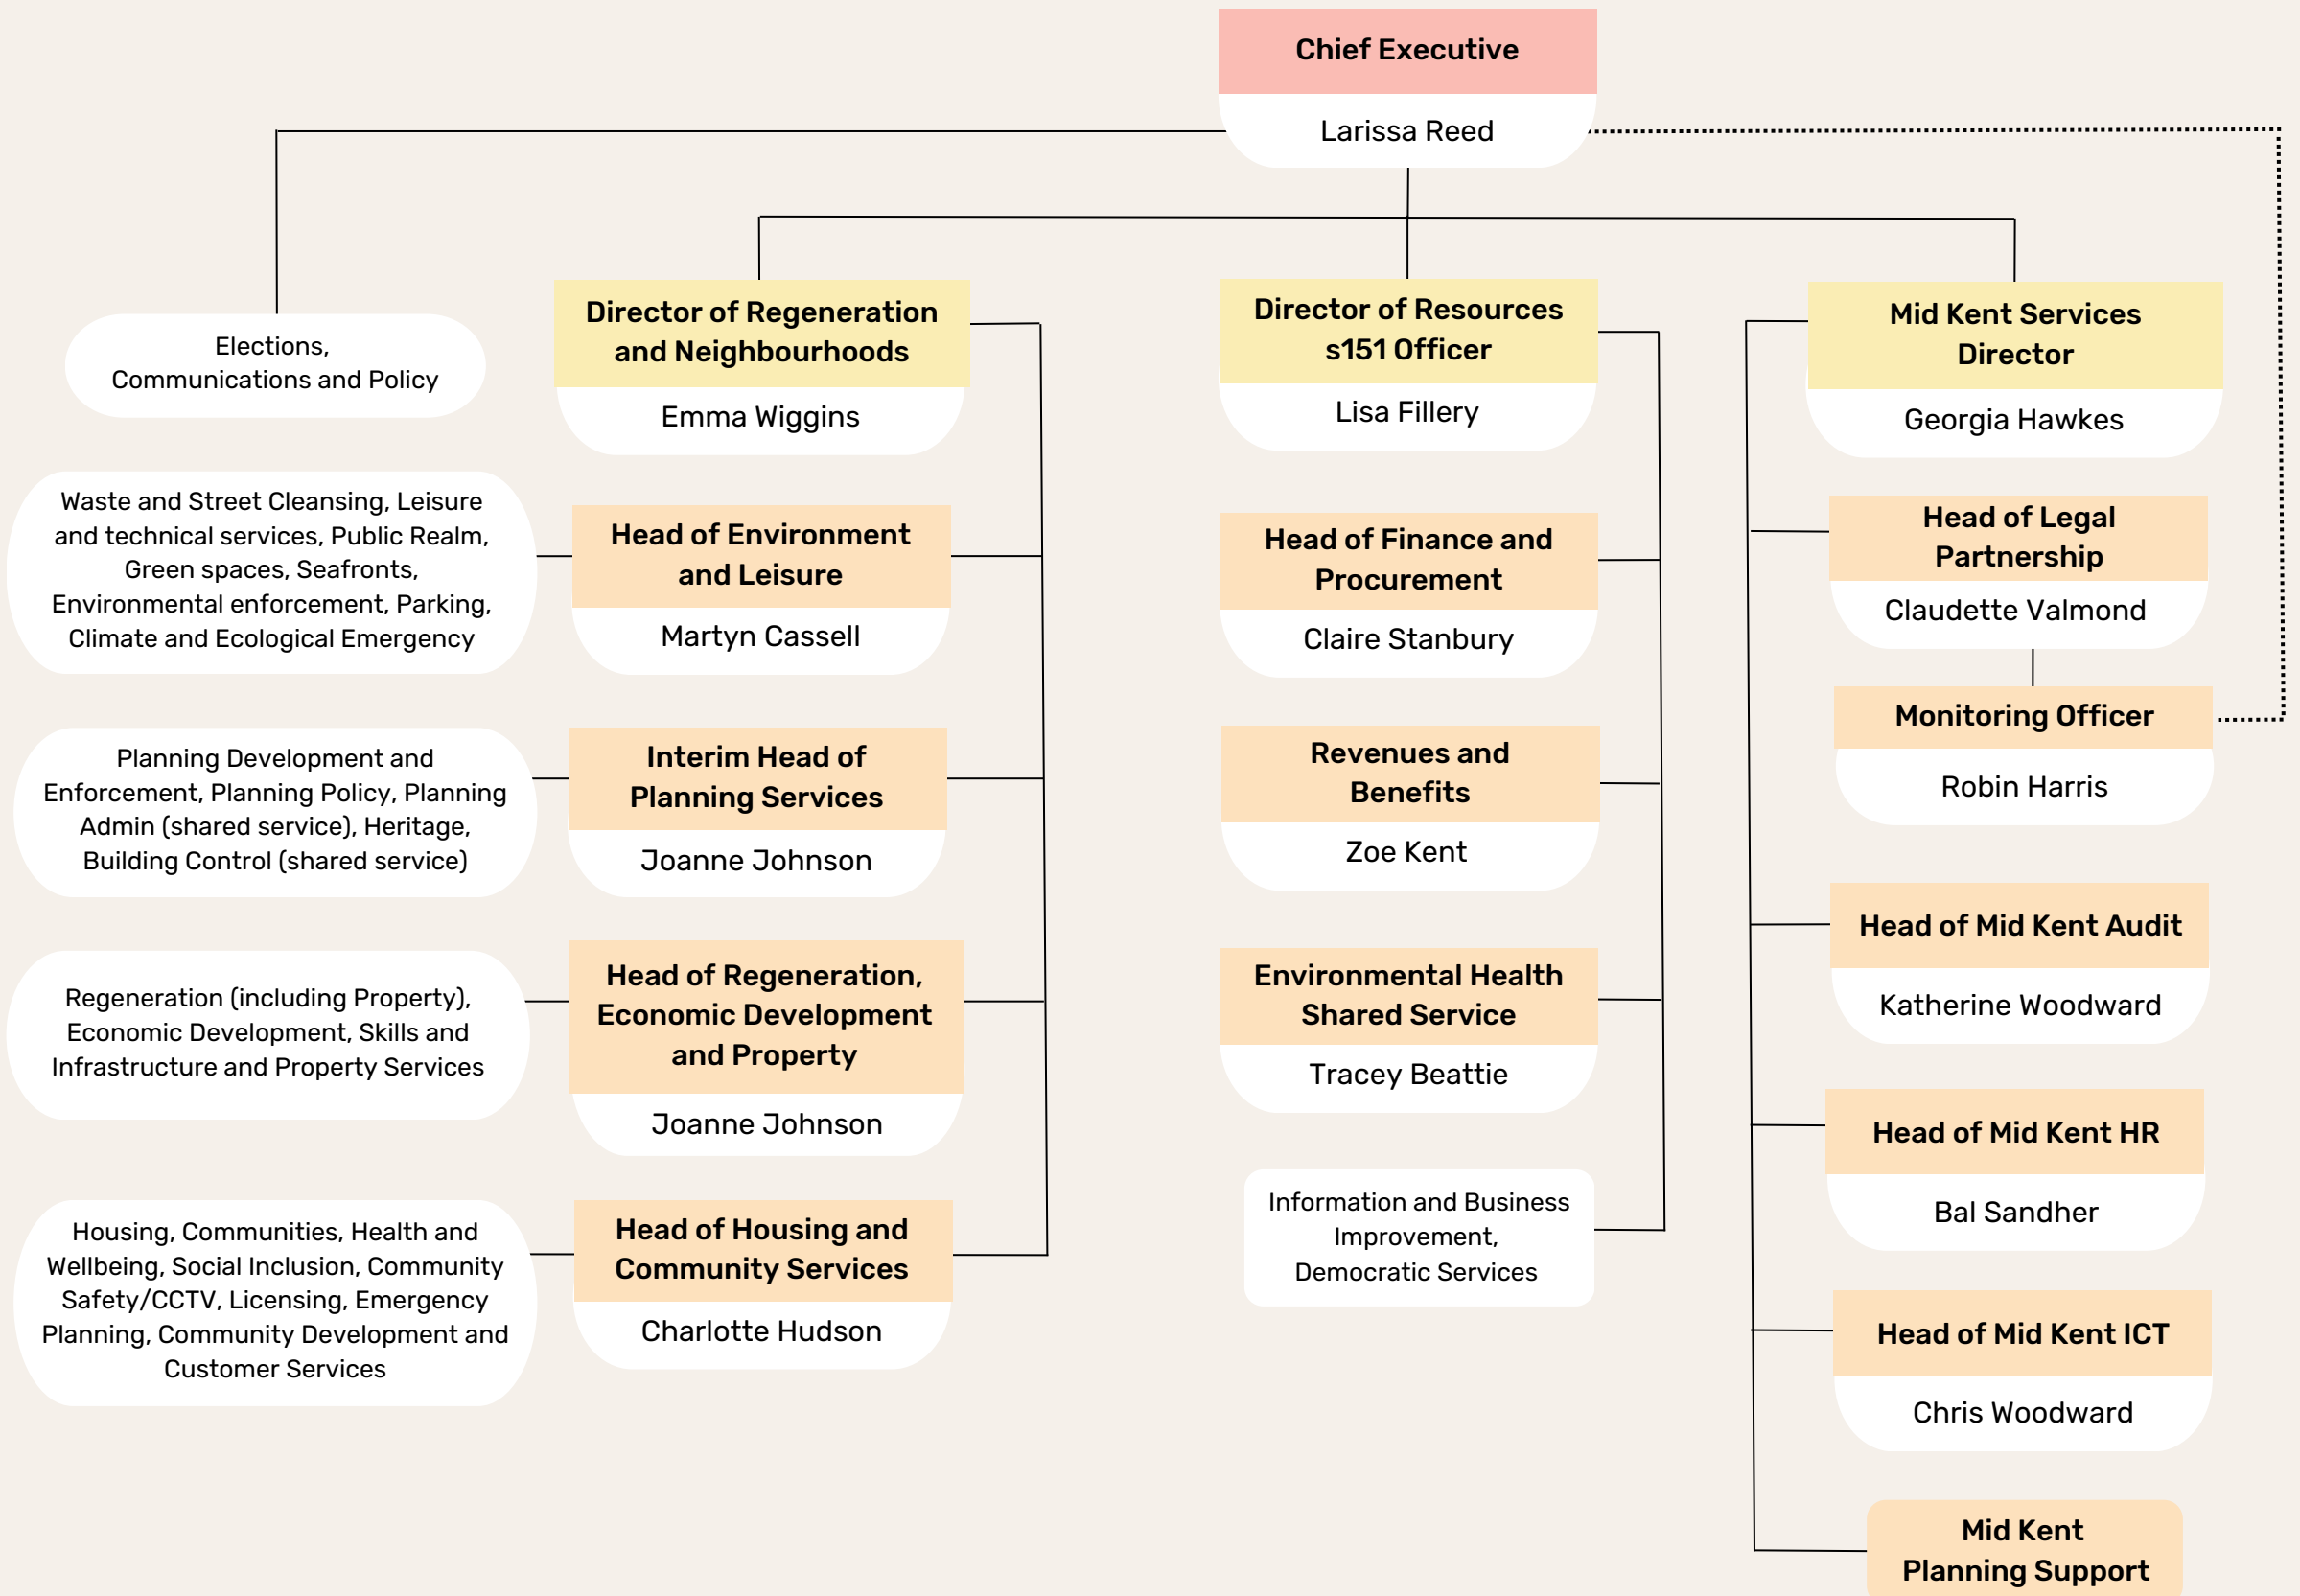 Chief Executive
Larissa Reed
Elections,
Communications and Policy
Director of Regeneration
and Neighbourhoods
Emma Wiggins
Waste and Street Cleansing, Leisure
and technical services, Public Realm,
Green spaces, Seafronts,
Environmental enforcement, Parking,
Climate and Ecological Emergency
Head of Environment
and Leisure
Martyn Cassell
Planning Development and
Enforcement, Planning Policy, Planning
Admin (shared service), Heritage,
Building Control (shared service)
Interim Head of
Planning Services
Joanne Johnson
Regeneration (including Property),
Economic Development, Skills and
Infrastructure and Property Services
Head of Regeneration,
Economic Development
and Property
Joanne Johnson
Housing, Communities, Health and
Wellbeing, Social Inclusion, Community
Safety/CCTV, Licensing, Emergency
Planning, Community Development and
Customer Services
Head of Housing and
Community Services
Charlotte Hudson
Director of Resources
s151 Officer
Lisa Fillery
Head of Finance and
Procurement
Claire Stanbury
Revenues and
Benefits
Zoe Kent
Environmental Health
Shared Service
Tracey Beattie
Information and Business
Improvement,
Democratic Services
Mid Kent Services
Director
Georgia Hawkes
Head of Legal
Partnership
Claudette Valmond
Monitoring Officer
Robin Harris
Head of Mid Kent Audit
Katherine Woodward
Head of Mid Kent HR
Bal Sandher
Head of Mid Kent ICT
Chris Woodward
Mid Kent
Planning Support